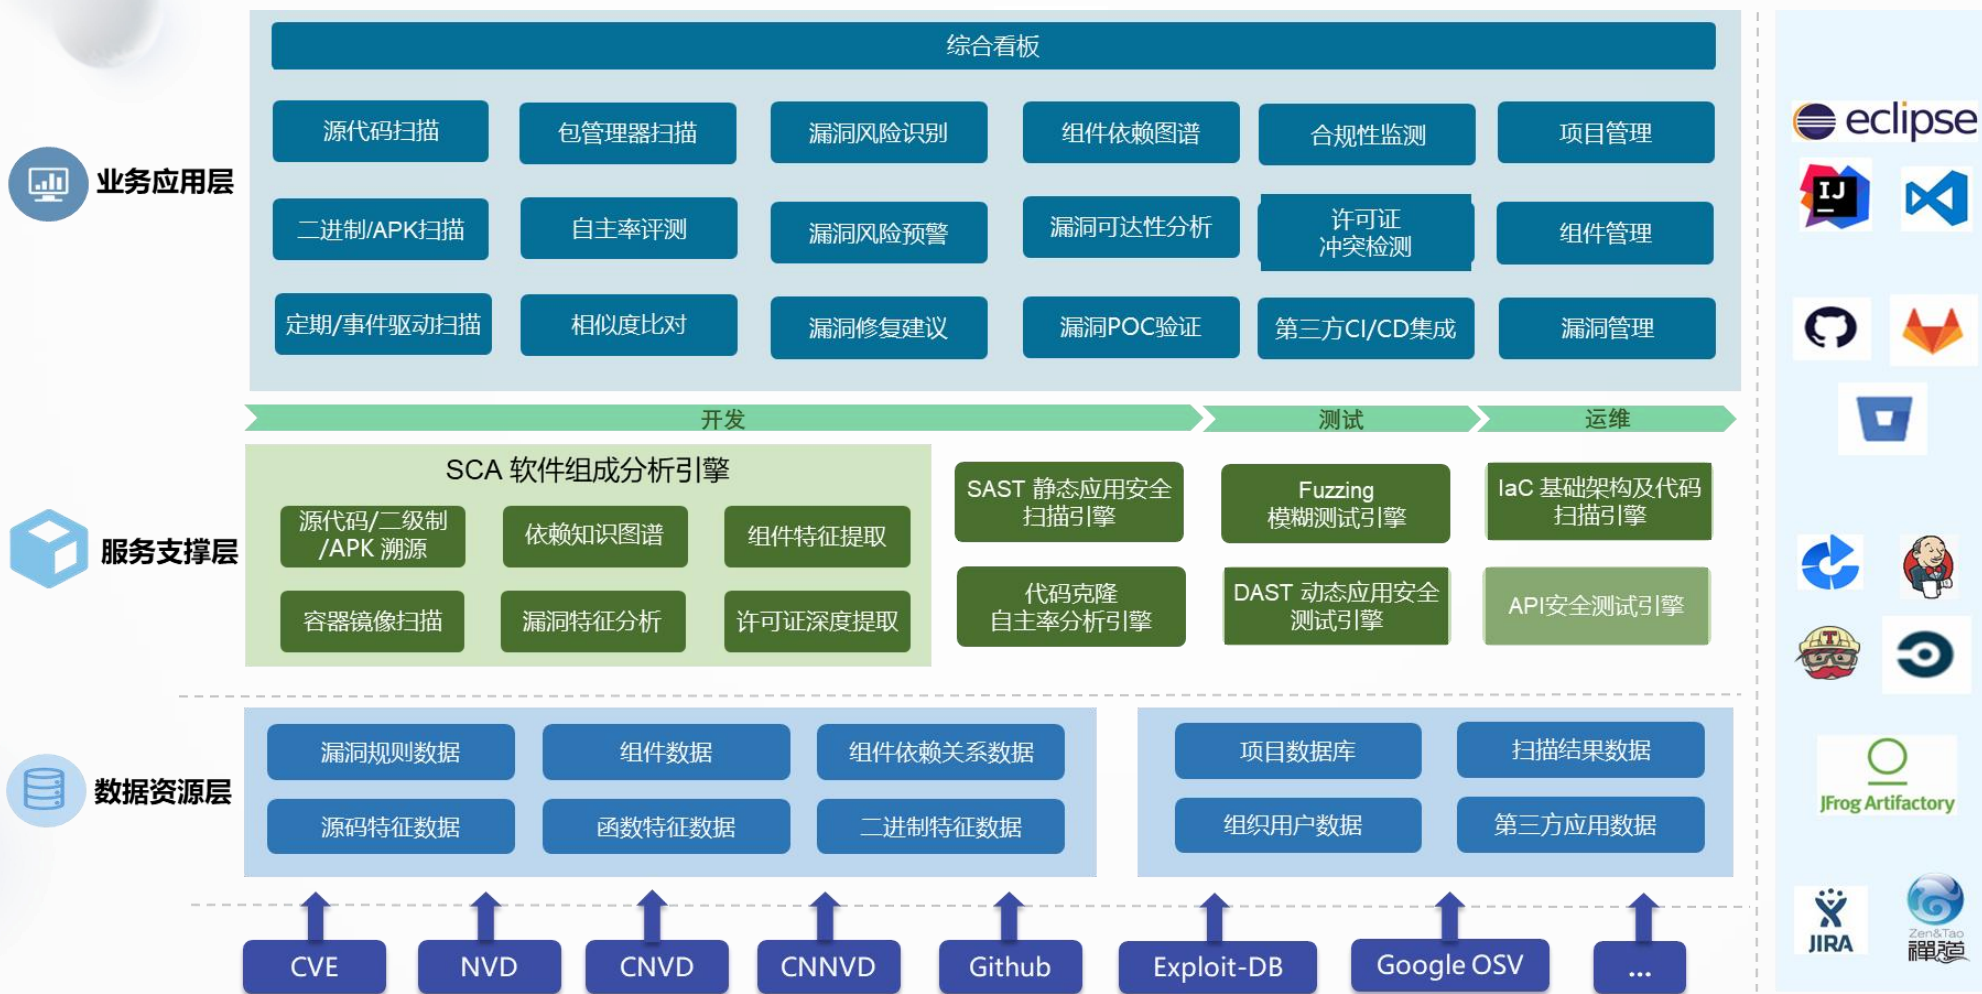 综合看板
源代码扫描
包管理器扫描
漏洞风险识别
组件依赖图谱
合规性监测
项目管理
业务应用层
二进制/APK扫描
自主率评测
漏洞风险预警
漏洞可达性分析
许可证
冲突检测
组件管理
定期/事件驱动扫描
相似度比对
漏洞修复建议
漏洞POC验证
第三方CI/CD集成
漏洞管理
开发
测试
运维
服务支撑层
SCA 软件组成分析引擎
源代码/二级制
/APK 溯源
依赖知识图谱
组件特征提取
容器镜像扫描
漏洞特征分析
许可证深度提取
SAST 静态应用安全
扫描引擎
Fuzzing
模糊测试引擎
IaC 基础架构及代码
扫描引擎
代码克隆
自主率分析引擎
DAST 动态应用安全
测试引擎
API安全测试引擎
数据资源层
漏洞规则数据
组件数据
组件依赖关系数据
源码特征数据
函数特征数据
二进制特征数据
项目数据库
扫描结果数据
组织用户数据
第三方应用数据
CVE
NVD
CNVD
CNNVD
Github
Exploit-DB
Google OSV
...
eclipse
IJ
T
JFrog Artifactory
JIRA
Zen&Tao
禅道